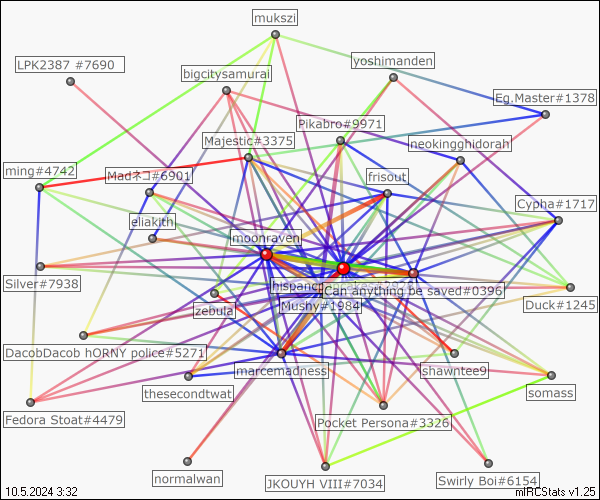 mukszi
yoshimanden
LPK2387 #7690
bigcitysamurai
Eg.Master#1378
Pikabro#9971
Majestic#3375
neokingghidorah
ming#4742
Madネコ#6901
frisout
Cypha#1717
eliakith
moonraven
Silver#7938
Can anything be saved#0396
zebula
Mushy#1984
Duck#1245
DacobDacob hORNY police#5271
marcemadness
shawntee9
thesecondtwat
somass
Fedora Stoat#4479
Pocket Persona#3326
normalwan
JKOUYH VIII#7034
Swirly Boi#6154
10.5.2024 3:32
mIRCStats v1.25